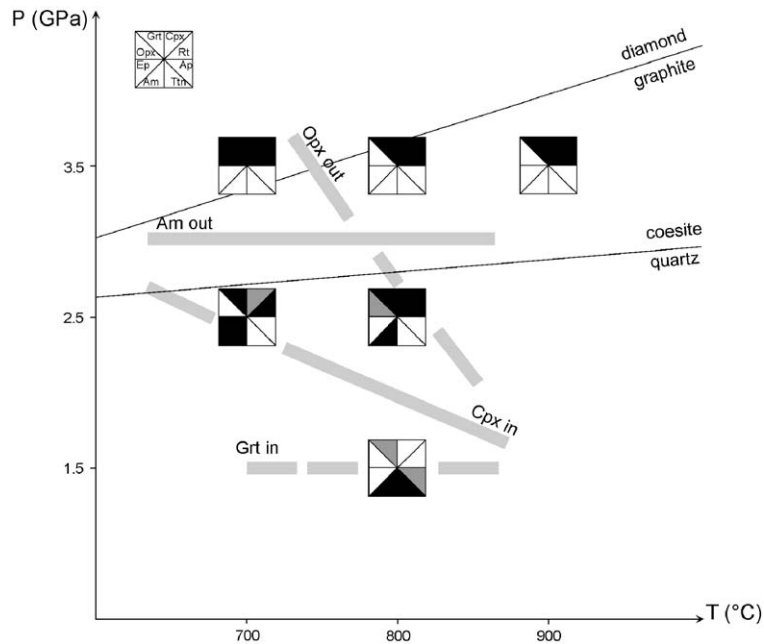 P (GPa)
Grt Cpx
Opx Rt
Ep Ap
Am Ttn
diamond
graphite
Opx out
3.5
Am out
coesite
quartz
2.5
Cpx in
Grt in
1.5
T (°C)
700 800 900